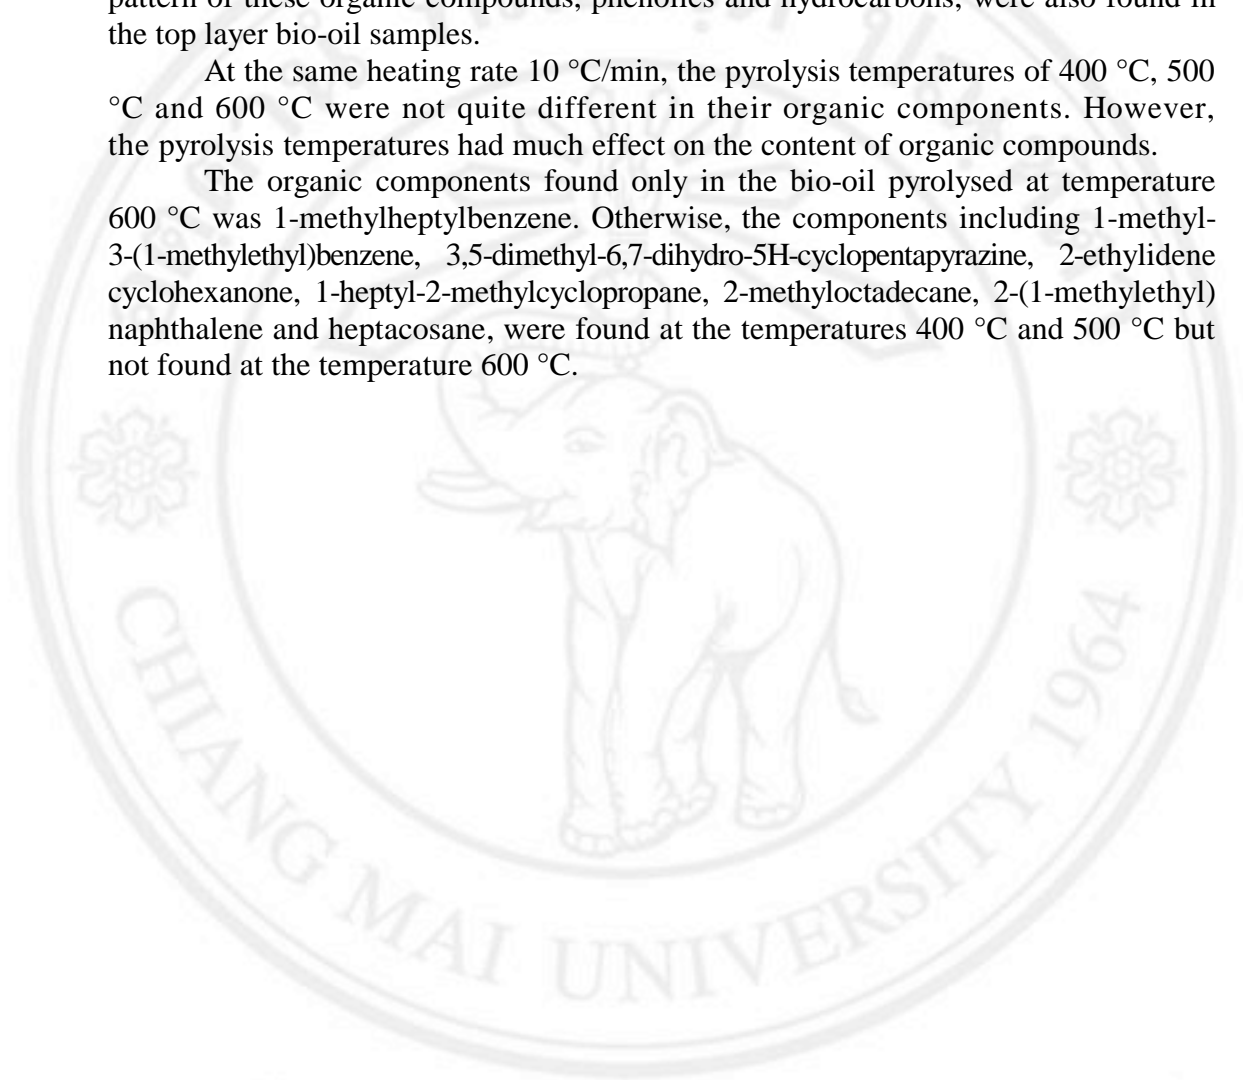 pattern of these organic compounds, phenolics and hydrocarbons, were also found in
the top layer bio-oil samples.
At the same heating rate 10 °C/min, the pyrolysis temperatures of 400 °C, 500
°C and 600 °C were not quite different in their organic components. However,
the pyrolysis temperatures had much effect on the content of organic compounds.
The organic components found only in the bio-oil pyrolysed at temperature
600 °C was 1-methylheptylbenzene. Otherwise, the components including 1-methyl-
3-(1-methylethyl)benzene, 3,5-dimethyl-6,7-dihydro-5H-cyclopentapyrazine, 2-ethylidene
cyclohexanone, 1-heptyl-2-methylcyclopropane, 2-methyloctadecane, 2-(1-methylethyl)
naphthalene and heptacosane, were found at the temperatures 400 °C and 500 °C but
not found at the temperature 600 °C.
CHIANG MAI UNIVERSITY 1964